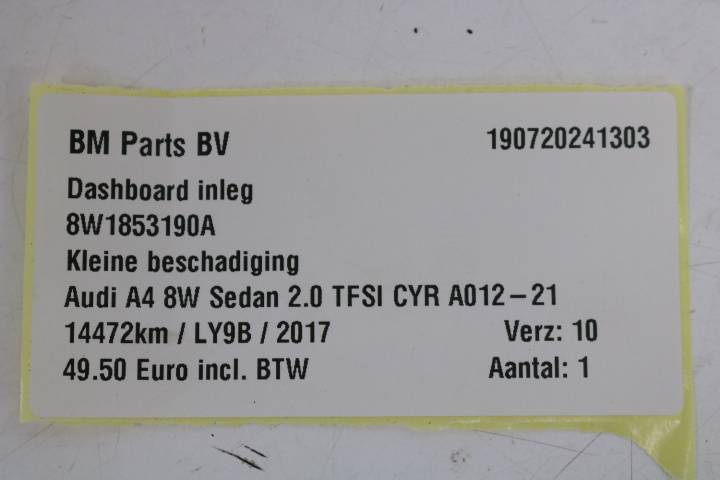 BM Parts BV 190720241303
Dashboard inleg
8W1853190A
Kleine beschadiging
Audi A4 8W Sedan 2.0 TFSI CYR A012-21
14472km / LY9B / 2017 Verz: 10
49.50 Euro incl. BTW Aantal: 1